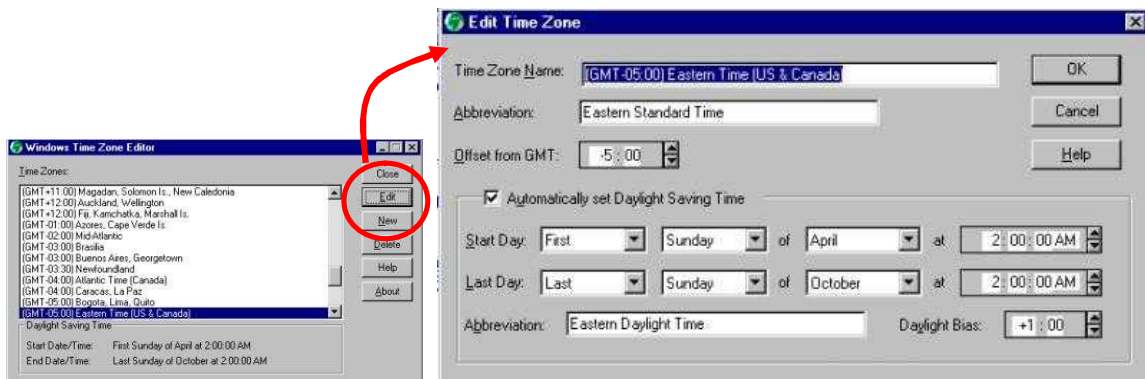 Windows Time Zone Editor
Time Zones:
(GMT+11:00) Magadan, Solomon Is., New Caledonia
(GMT+12:00) Auckland, Wellington
(GMT+12:00) Fiji, Kamchatka, Marshall Is.
(GMT-01:00) Azores, Cape Verde Is.
(GMT-02:00) Mid-Atlantic
(GMT-03:00) Brasilia
(GMT-03:00) Buenos Aires, Georgetown
(GMT-03:30) Newfoundland
(GMT-04:00) Atlantic Time (Canada)
(GMT-04:00) Caracas, La Paz
(GMT-05:00) Bogota, Lima, Quito
(GMT-05:00) Eastern Time (US & Canada)
Close
Edit
New
Delete
Help
About
Daylight Saving Time
Start Date/Time: First Sunday of April at 2:00:00 AM
End Date/Time: Last Sunday of October at 2:00:00 AM
Edit Time Zone
Time Zone Name: (GMT-05:00) Eastern Time (US & Canada
OK
Abbreviation: Eastern Standard Time
Cancel
Offset from GMT: -5 : 00
Help
Automatically set Daylight Saving Time
Start Day: First Sunday of April at 2 : 00 : 00 AM
Last Day: Last Sunday of October at 2 : 00 : 00 AM
Abbreviation: Eastern Daylight Time Daylight Bias: +1 : 00